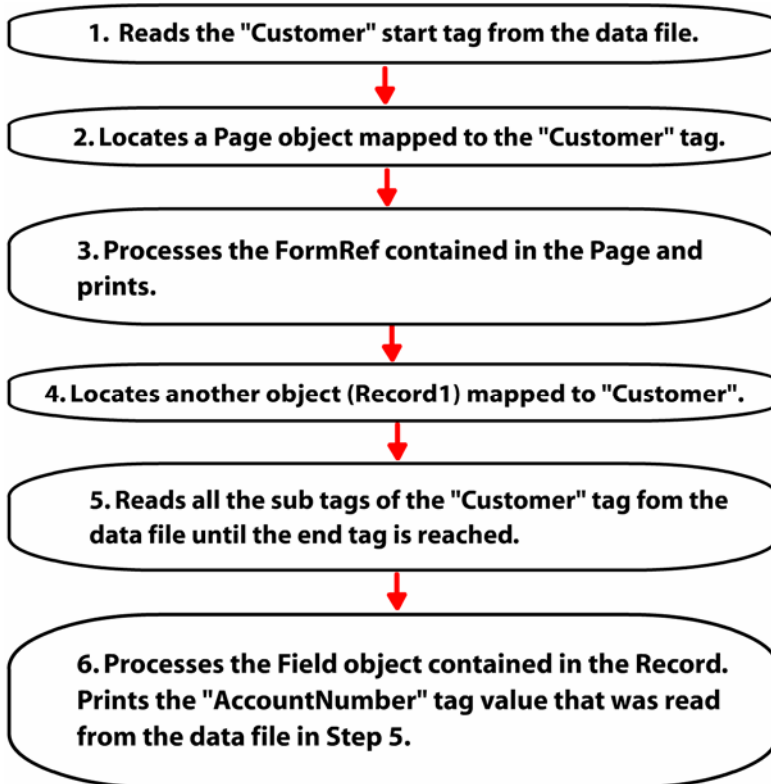 1. Reads the "Customer" start tag from the data file.
2. Locates a Page object mapped to the "Customer" tag.
3. Processes the FormRef contained in the Page and
prints.
4. Locates another object (Record1) mapped to "Customer".
5. Reads all the sub tags of the "Customer" tag fom the
data file until the end tag is reached.
6. Processes the Field object contained in the Record.
Prints the "AccountNumber" tag value that was read
from the data file in Step 5.